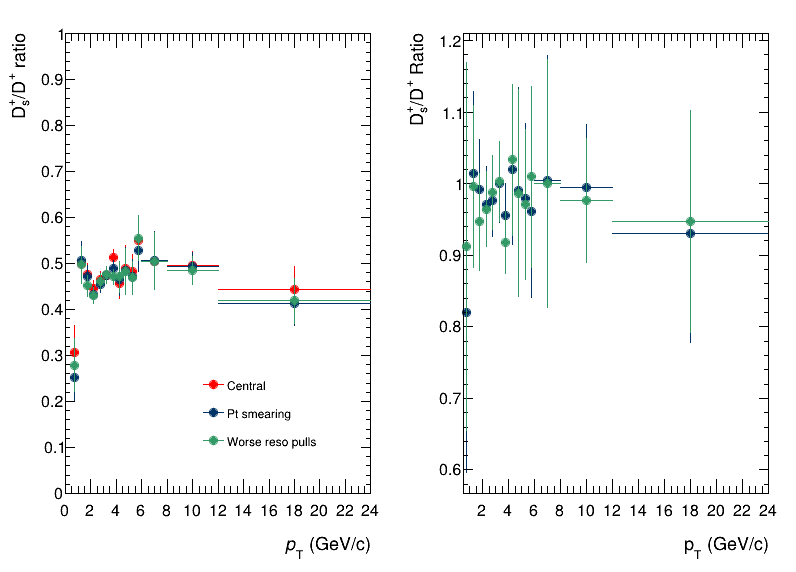 D_s^+/D^+ ratio
1
0.9
0.8
0.7
0.6
0.5
0.4
0.3
0.2
0.1
0
Central
Pt smearing
Worse reso pulls
0 2 4 6 8 10 12 14 16 18 20 22 24
p_T (GeV/c)
D_s^+/D^+ Ratio
1.2
1.1
1
0.9
0.8
0.7
0.6
2 4 6 8 10 12 14 16 18 20 22 24
p_T (GeV/c)